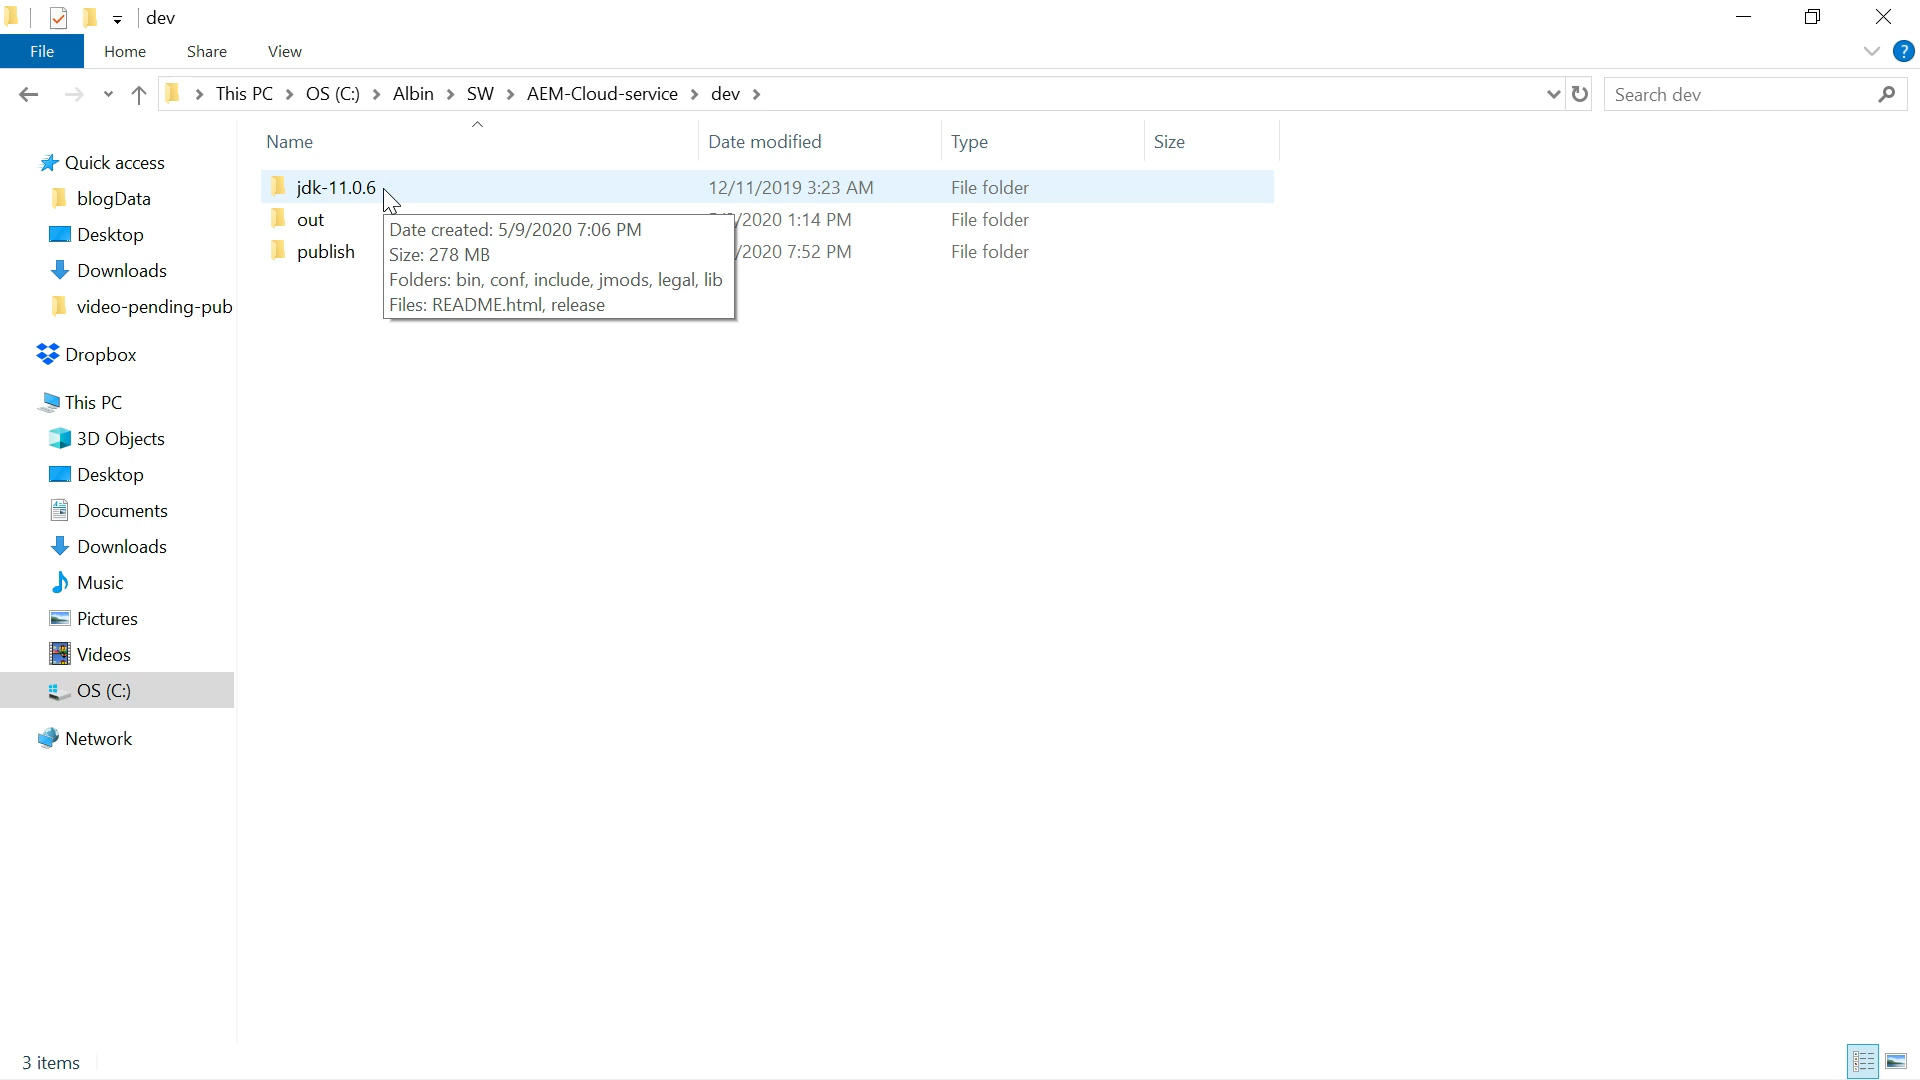 dev
File Home Share View ?
This PC > OS (C:) > Albin > SW > AEM-Cloud-service > dev >
Search dev
Name Date modified Type Size
Quick access
blogData
Desktop
Downloads
video-pending-pub
Dropbox
This PC
3D Objects
Desktop
Documents
Downloads
Music
Pictures
Videos
OS (C:)
Network
jdk-11.0.6 12/11/2019 3:23 AM File folder
out /2020 1:14 PM File folder
publish /2020 7:52 PM File folder
Date created: 5/9/2020 7:06 PM
Size: 278 MB
Folders: bin, conf, include, jmods, legal, lib
Files: README.html, release
3 items